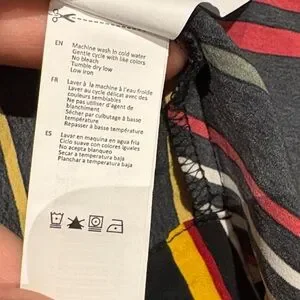 EN Machine wash in cold water
Gentle cycle with like colors
No bleach
Tumble dry low
Low iron
FR Laver à la machine à l'eau froide
Laver au cycle délicat avec des
couleurs semblables
Ne pas utiliser d'agent de
blanchiment
Sécher par culbutage à basse
température
Repasser à basse température
ES Lavar en maquina en agua fria
Ciclo suave con colores iguales
No acepta blanqueo
Secar a temperatura baja
Planchar a temperatura baja